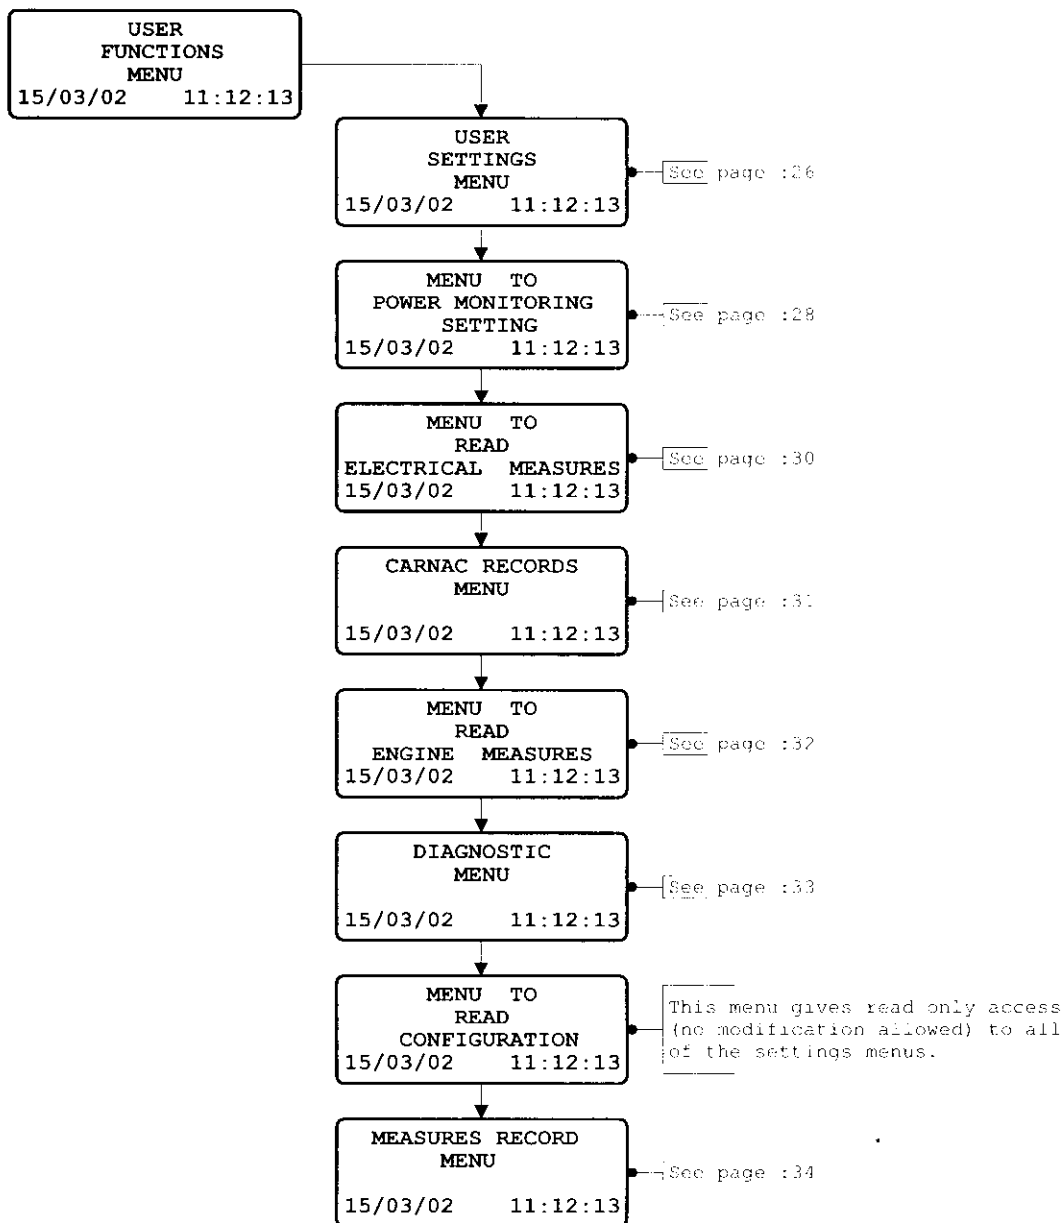 USER
FUNCTIONS
MENU
15/03/02 11:12:13
USER
SETTINGS
MENU
15/03/02 11:12:13
See page :26
MENU TO
POWER MONITORING
SETTING
15/03/02 11:12:13
See page :28
MENU TO
READ
ELECTRICAL MEASURES
15/03/02 11:12:13
See page :30
CARNAC RECORDS
MENU
15/03/02 11:12:13
See page :31
MENU TO
READ
ENGINE MEASURES
15/03/02 11:12:13
See page :32
DIAGNOSTIC
MENU
15/03/02 11:12:13
See page :33
MENU TO
READ
CONFIGURATION
15/03/02 11:12:13
This menu gives read only access
(no modification allowed) to all
of the settings menus.
MEASURES RECORD
MENU
15/03/02 11:12:13
See page :34